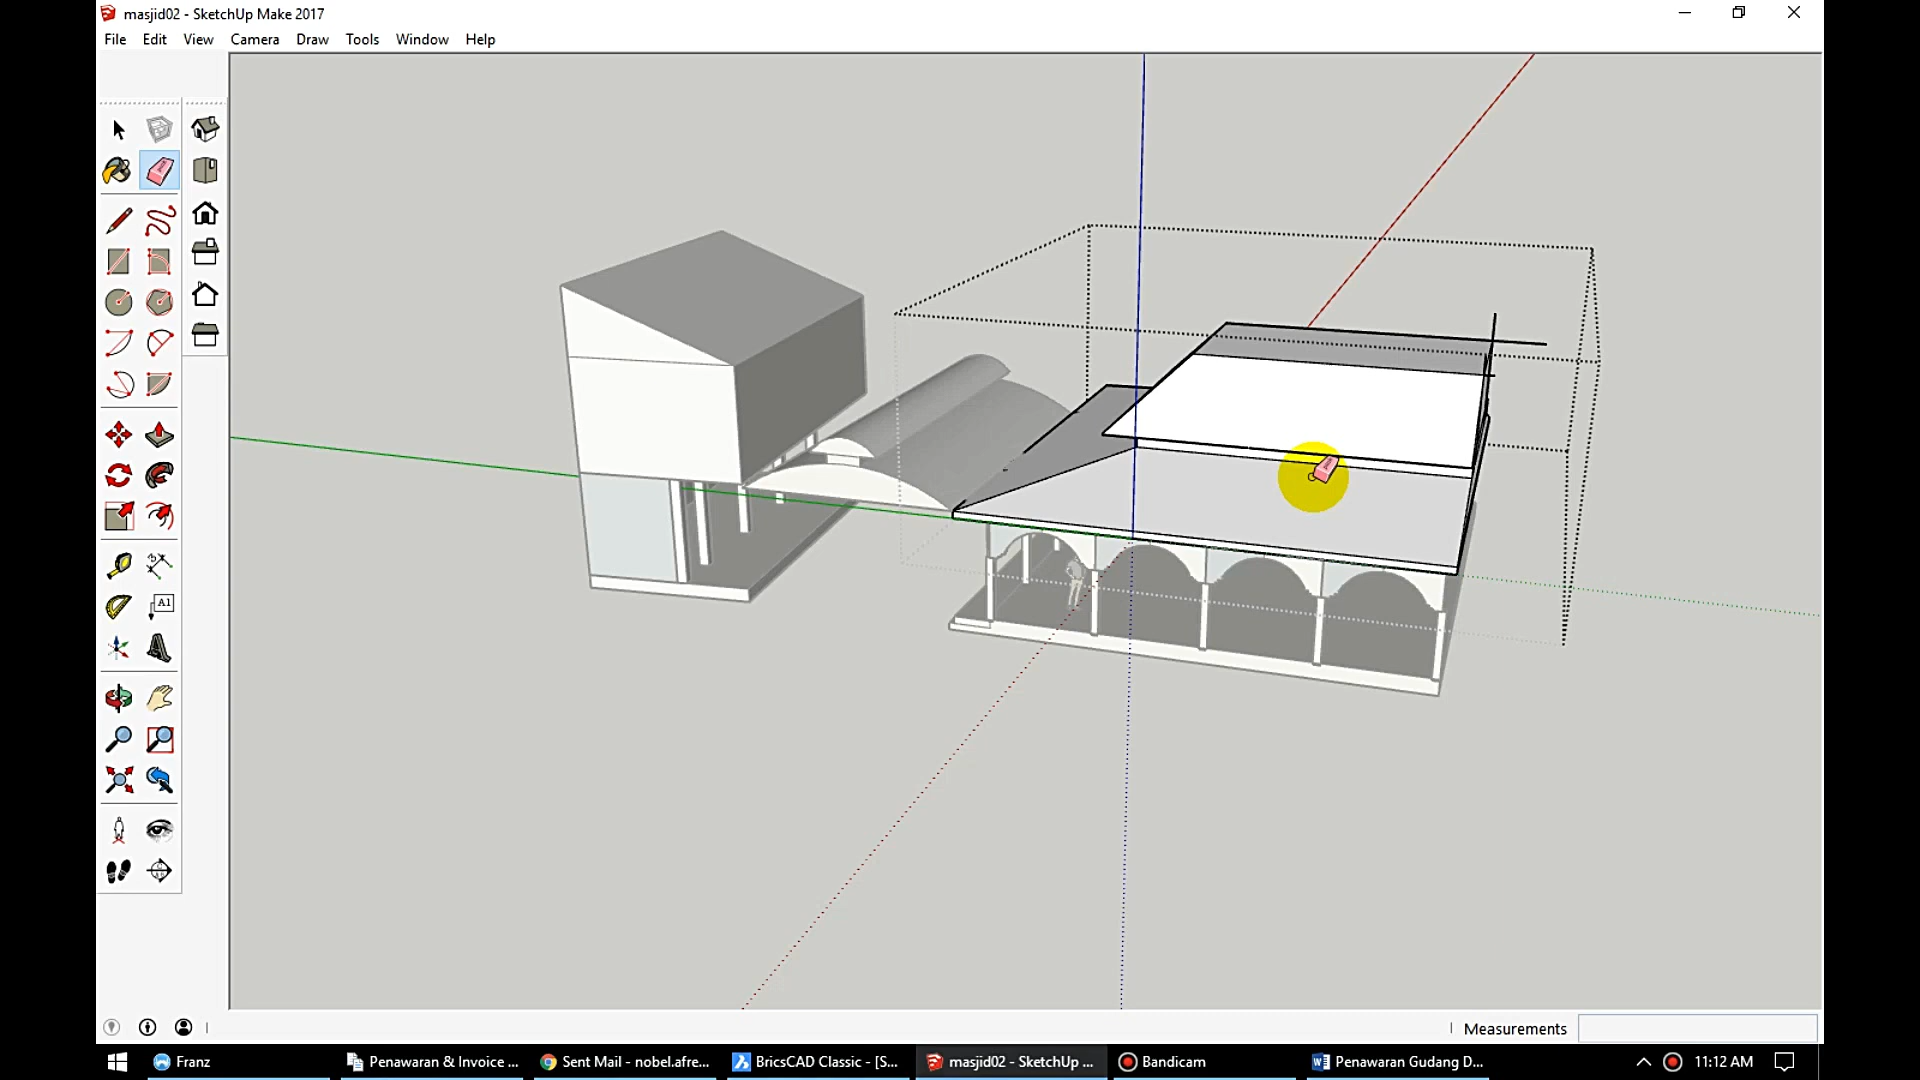 masjid02 - SketchUp Make 2017
File Edit View Camera Draw Tools Window Help
A1
Measurements
Franz
Penawaran & Invoice ...
Sent Mail - nobel.afre...
BricsCAD Classic - [S...
masjid02 - SketchUp ...
Bandicam
Penawaran Gudang D...
11:12 AM